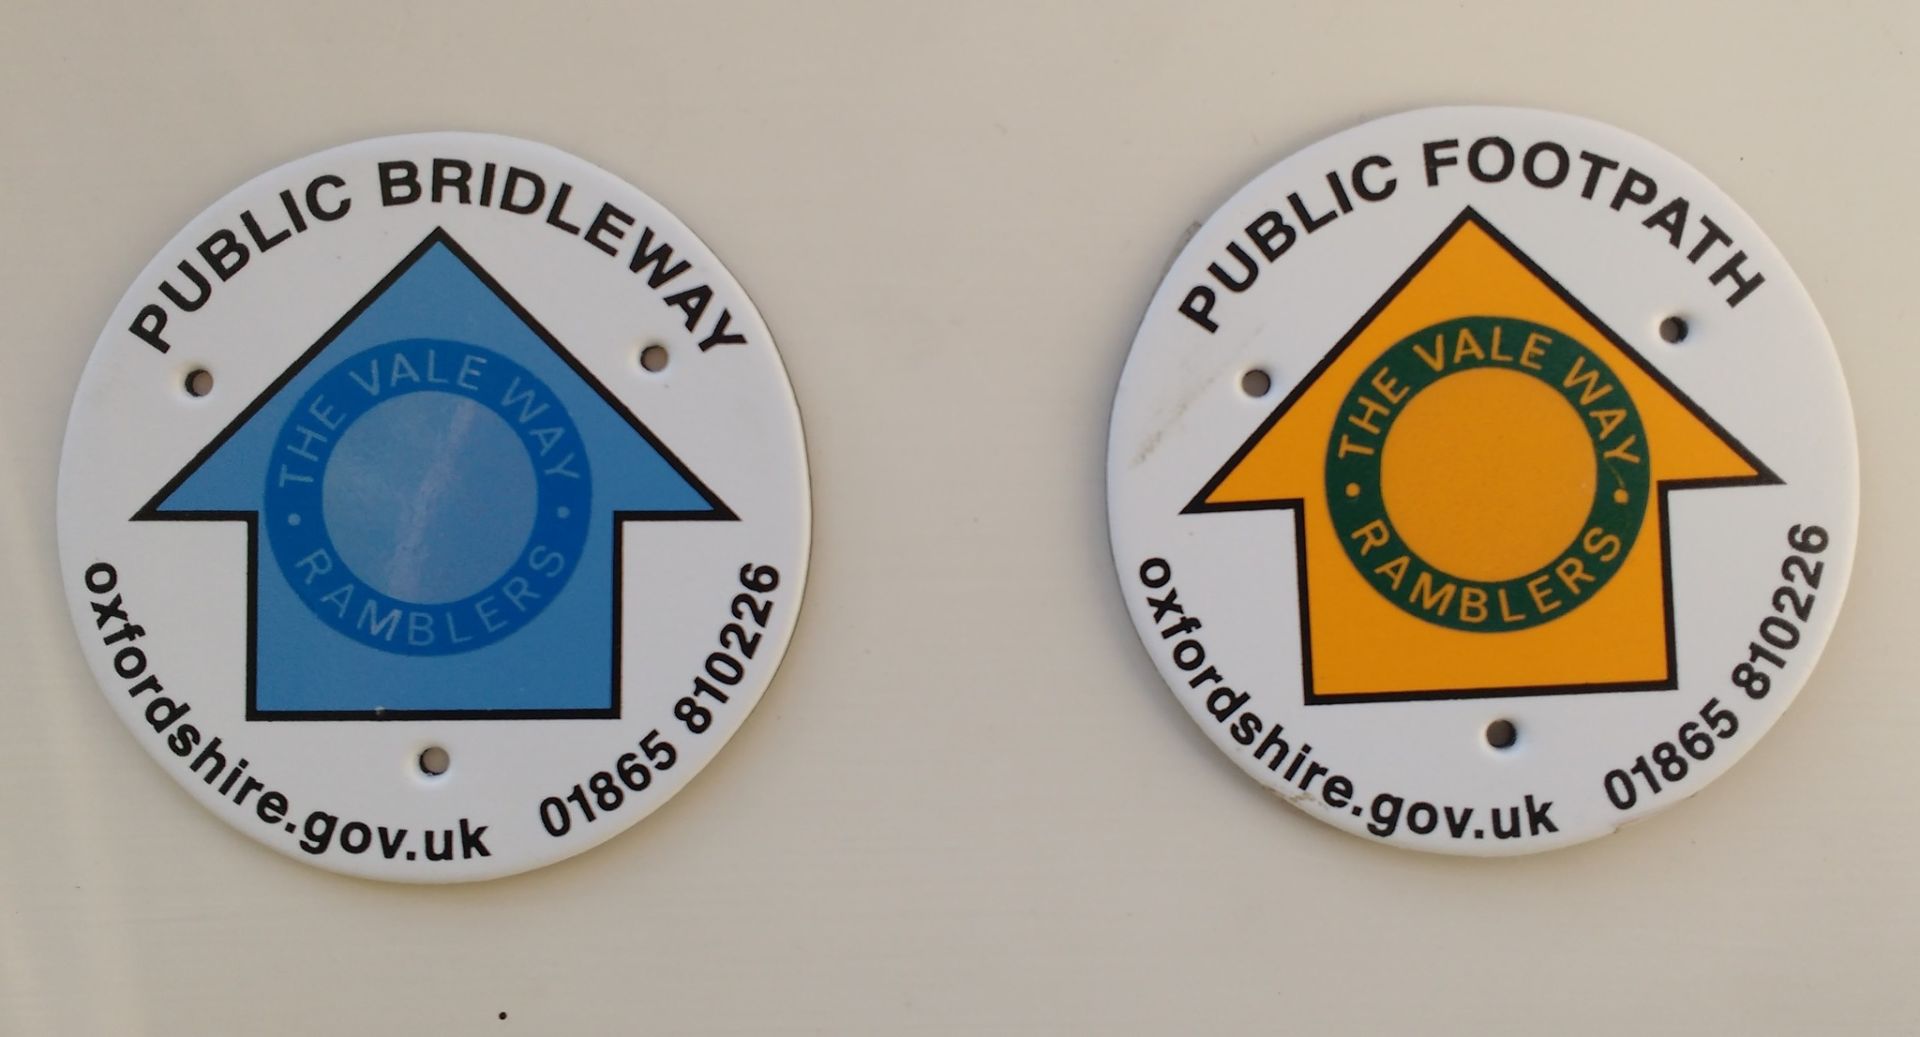 PUBLIC BRIDLEWAY
THE VALE WAY
• RAMBLERS •
oxfordshire.gov.uk 01865 810226
PUBLIC FOOTPATH
THE VALE WAY
• RAMBLERS •
oxfordshire.gov.uk 01865 810226